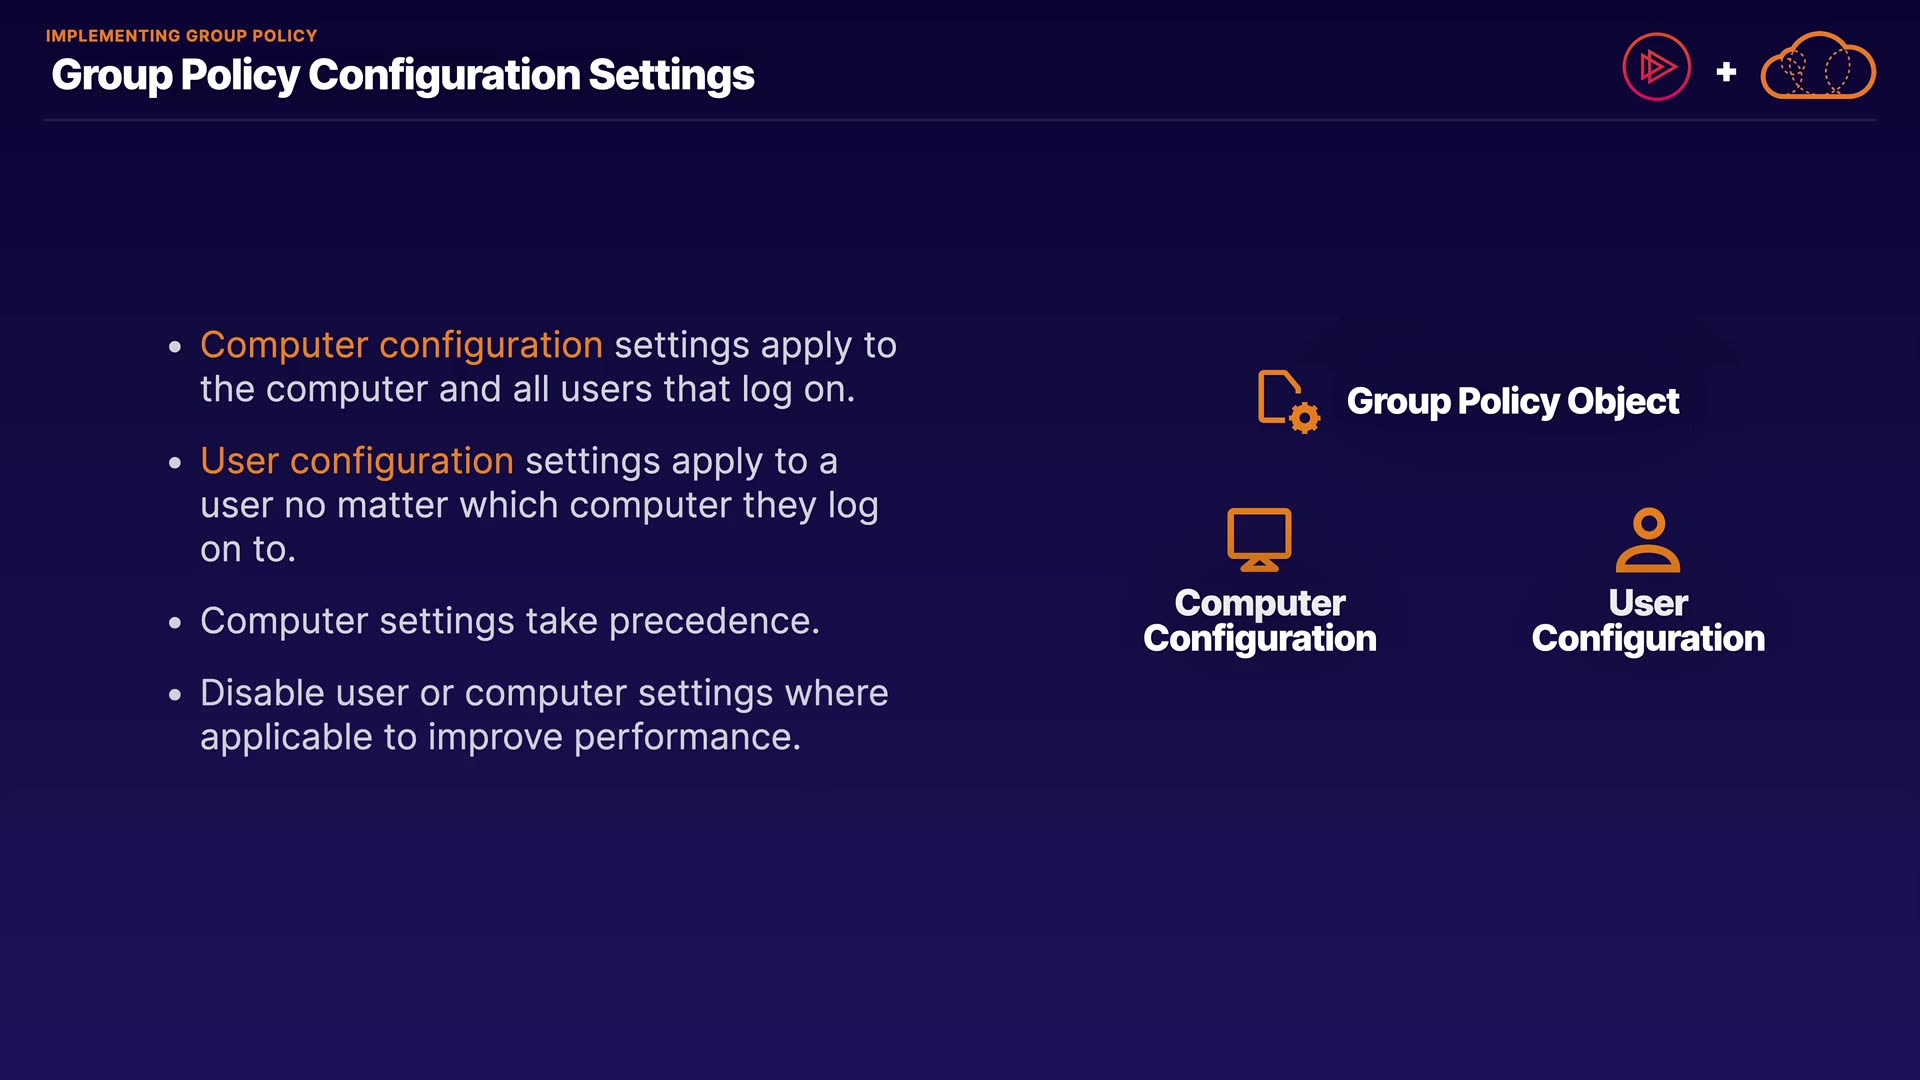 IMPLEMENTING GROUP POLICY
Group Policy Configuration Settings
+
• Computer configuration settings apply to
the computer and all users that log on.
• User configuration settings apply to a
user no matter which computer they log
on to.
• Computer settings take precedence.
• Disable user or computer settings where
applicable to improve performance.
Group Policy Object
Computer
Configuration
User
Configuration